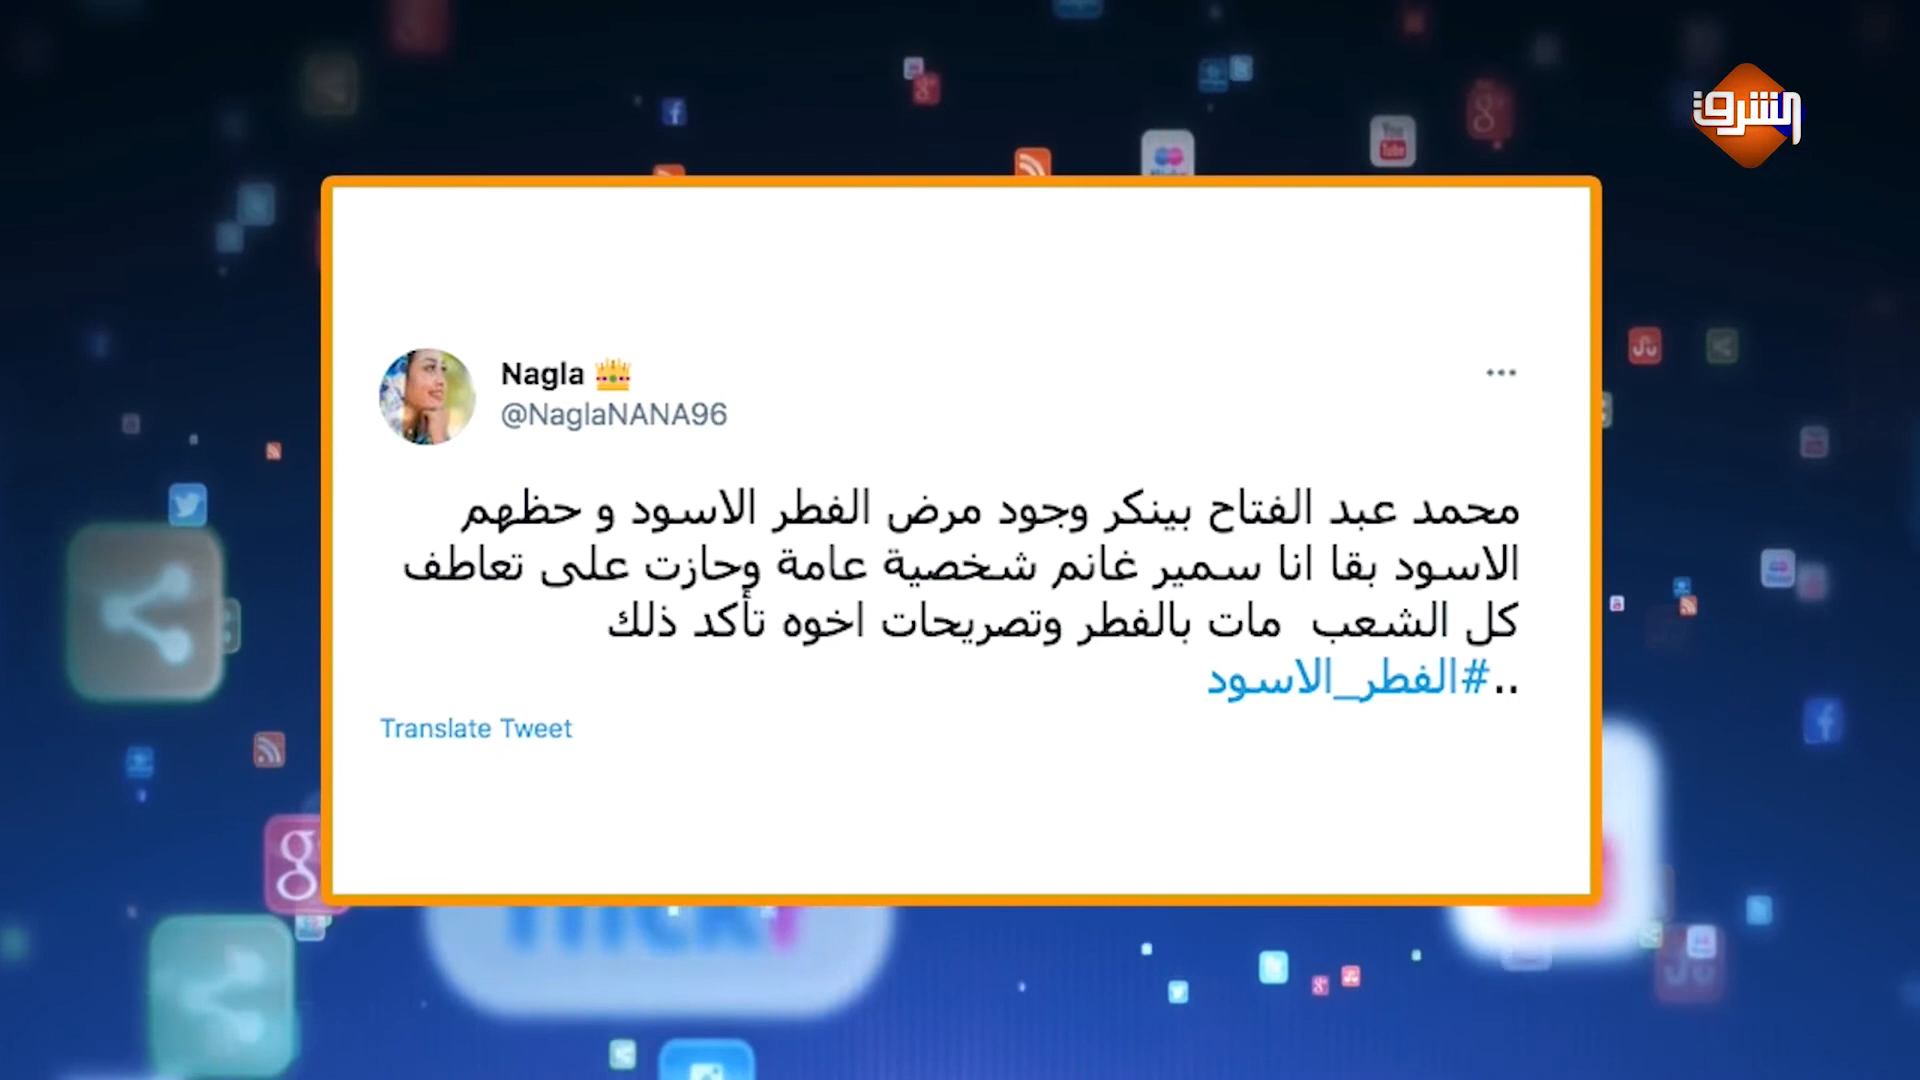 الشرق
Nagla
@NaglaNANA96
محمد عبد الفتاح بينكر وجود مرض الفطر الاسود و حظهم
الاسود بقا انا سمير غانم شخصية عامة وحازت على تعاطف
كل الشعب  مات بالفطر وتصريحات اخوه تأكد ذلك
..#الفطر_الاسود
Translate Tweet